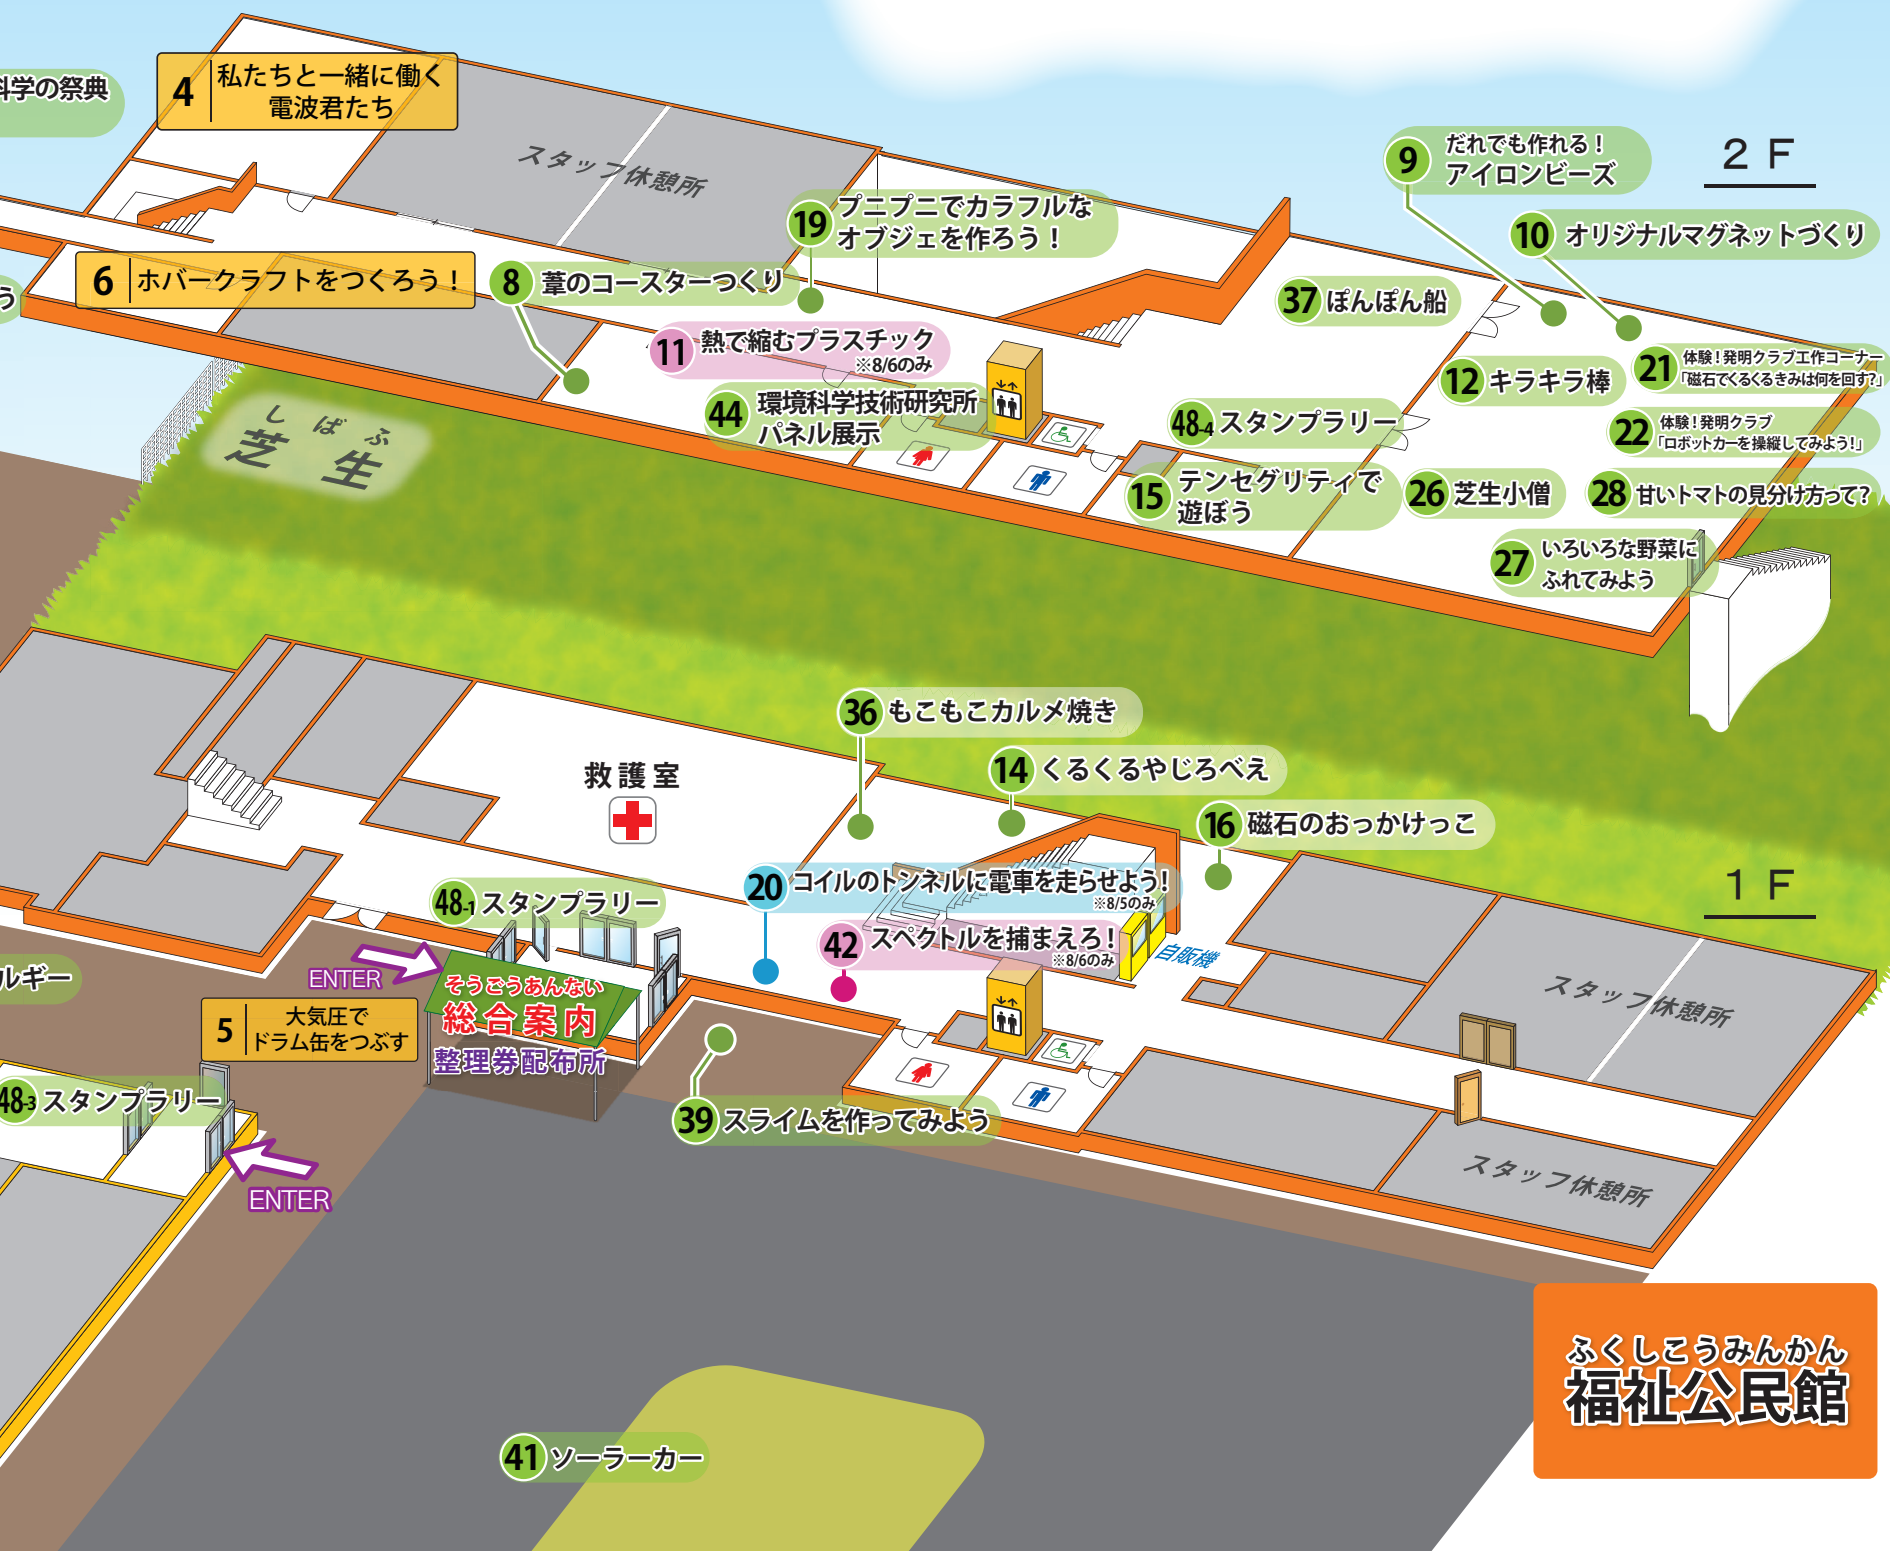 科学の祭典
4
私たちと一緒に働く
電波君たち
スタッフ休憩所
9
だれでも作れる！
アイロンビーズ
2 F
19
プニプニでカラフルな
オブジェを作ろう！
10 オリジナルマグネットづくり
6 ホバークラフトをつくろう！
8 葦のコースターつくり
37 ぽんぽん船
う
11 熱で縮むプラスチック
※8/6のみ
12 キラキラ棒
21 体験！発明クラブ工作コーナー
「磁石でくるくるきみは何を回す？」
44 環境科学技術研究所
パネル展示
48-4 スタンプラリー
22 体験！発明クラブ
「ロボットカーを操縦してみよう！」
しばふ
芝生
15 テンセグリティで
遊ぼう
26 芝生小僧
28 甘いトマトの見分け方って？
27 いろいろな野菜に
ふれてみよう
36 もこもこカルメ焼き
救護室
14 くるくるやじろべえ
16 磁石のおっかけっこ
1 F
20 コイルのトンネルに電車を走らせよう！
※8/5のみ
48-1 スタンプラリー
42 スペクトルを捕まえろ！
※8/6のみ
自販機
ルギー
ENTER
そうごうあんない
総合案内
整理券配布所
スタッフ休憩所
5
大気圧で
ドラム缶をつぶす
48-3 スタンプラリー
39 スライムを作ってみよう
スタッフ休憩所
ENTER
ふくしこうみんかん
福祉公民館
41 ソーラーカー